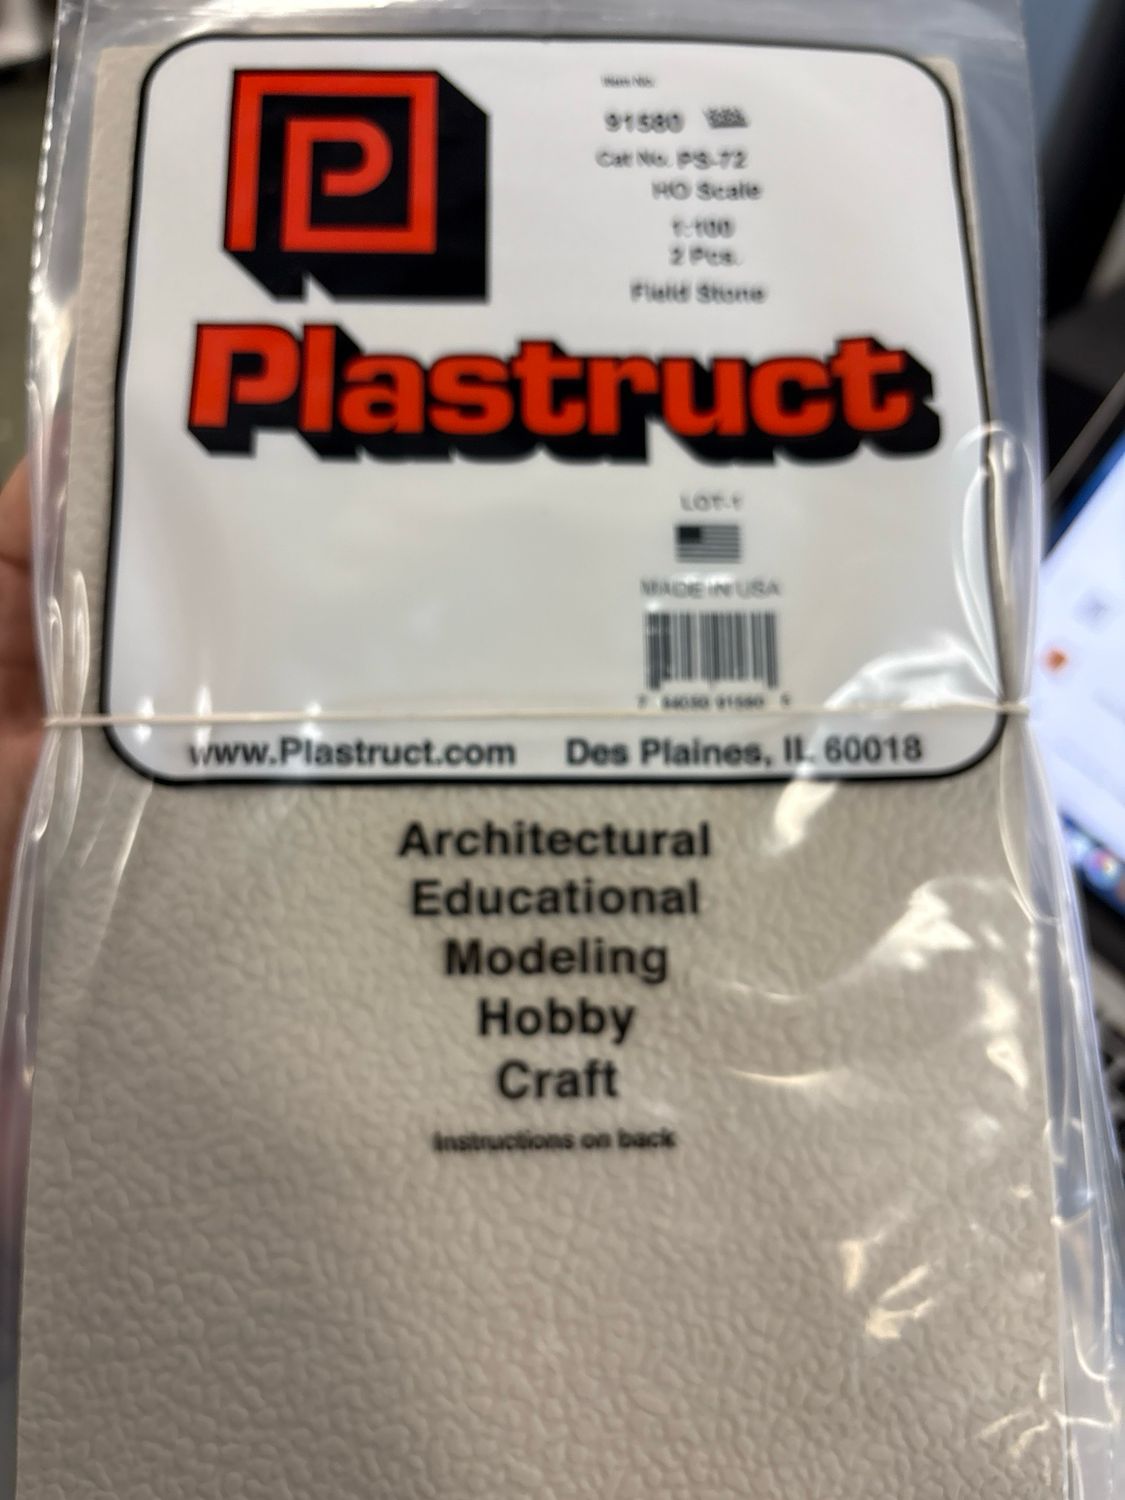 P
Item No.
91580
Cat No. PS-72
HO Scale
1:100
2 Pcs.
Field Stone
Plastruct
LOT-1
MADE IN USA
www.Plastruct.com Des Plaines, IL 60018
Architectural
Educational
Modeling
Hobby
Craft
Instructions on back